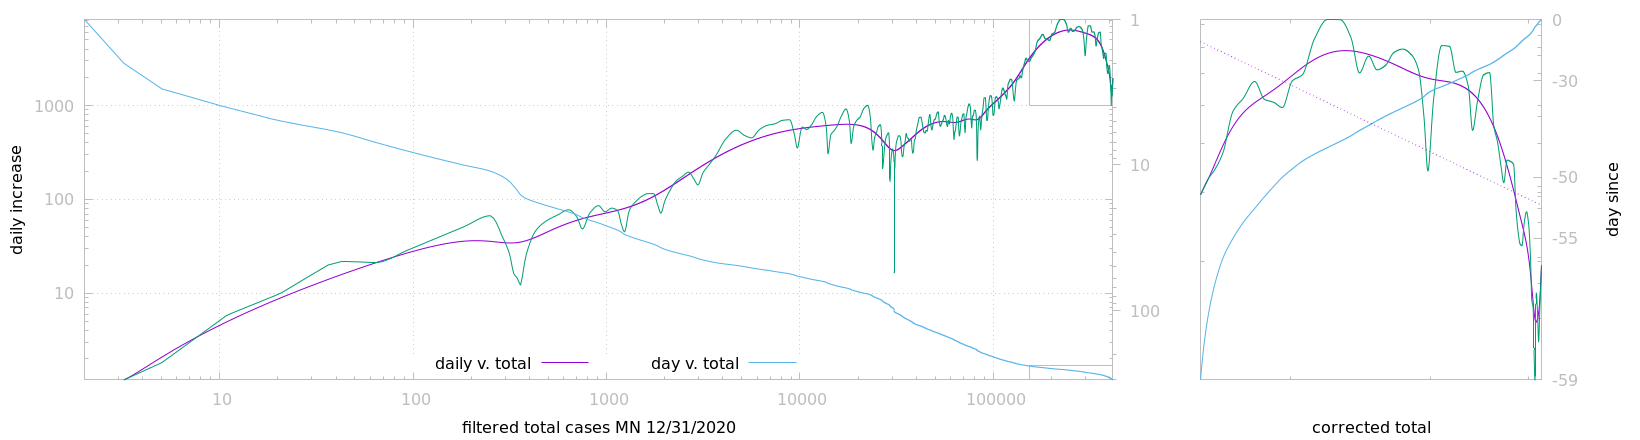 1 0
1000 -30
daily increase 10 -50 day since
100 -55
10 100
daily v. total day v. total
-59
10 100 1000 10000 100000
filtered total cases MN 12/31/2020 corrected total